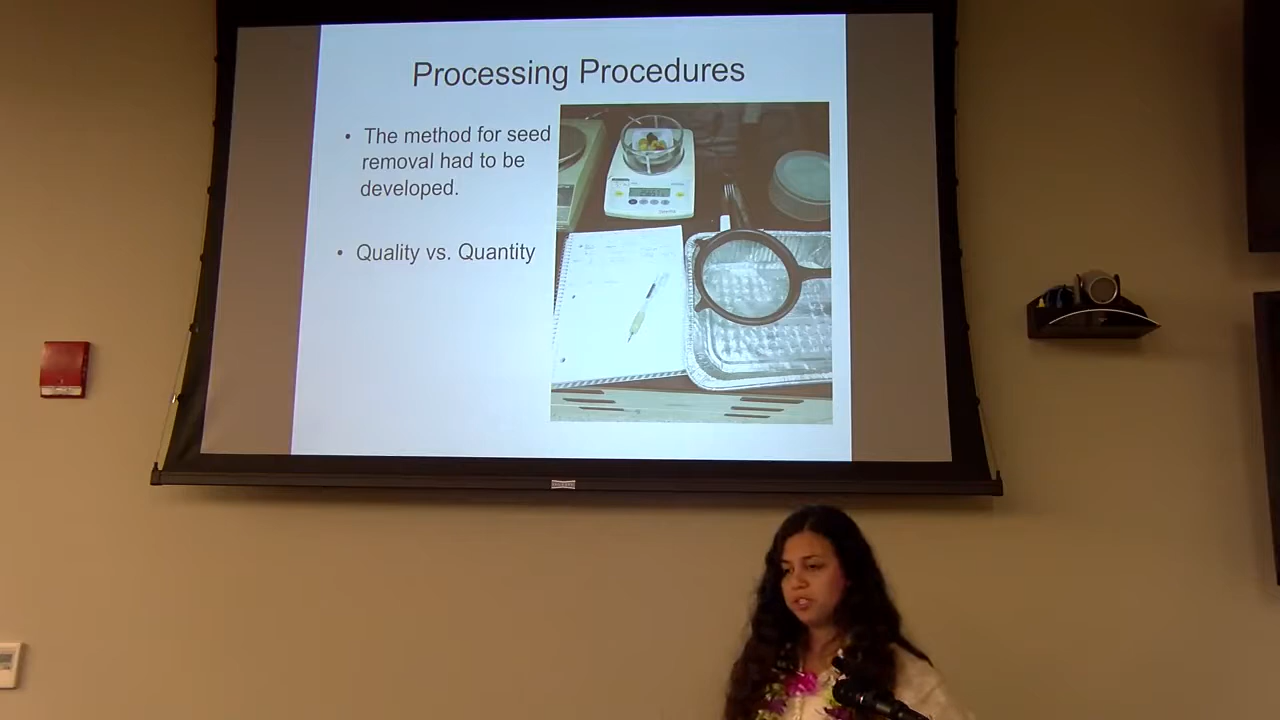 Processing Procedures
• The method for seed
removal had to be
developed.
• Quality vs. Quantity